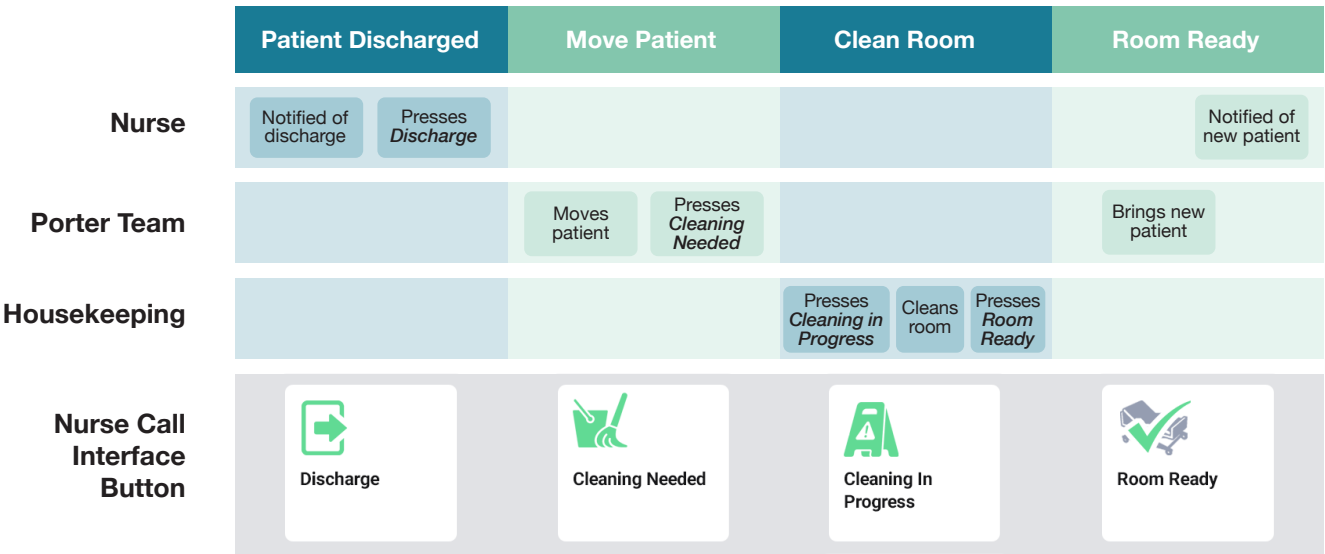 Patient Discharged
Move Patient
Clean Room
Room Ready
Nurse
Notified of
discharge
Presses
Discharge
Notified of
new patient
Porter Team
Moves
patient
Presses
Cleaning
Needed
Brings new
patient
Housekeeping
Presses
Cleaning in
Progress
Cleans
room
Presses
Room
Ready
Nurse Call
Interface
Button
Discharge
Cleaning Needed
Cleaning In
Progress
Room Ready